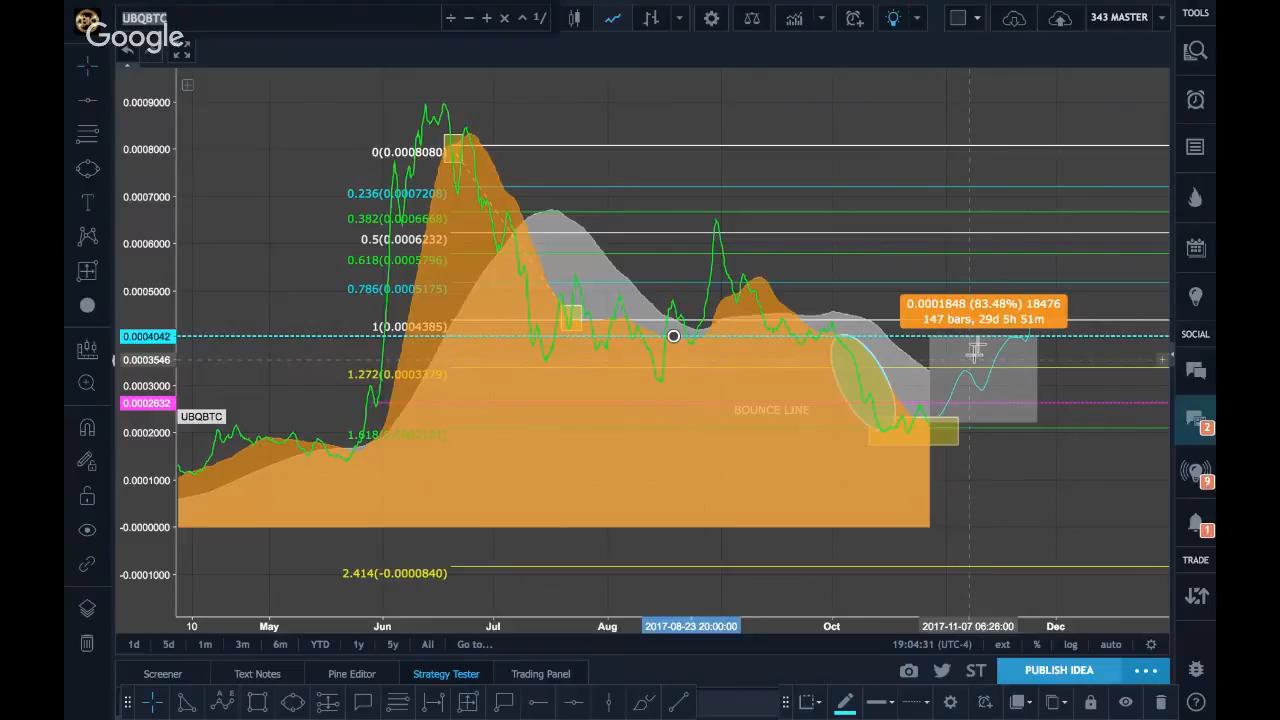 UBQBTC
1/
343 MASTER
TOOLS
Google
0.0009000
0.0008000
0.0007000
0.0006000
0.0005000
0.0004042
0.0003546
0.0003000
0.0002632
0.0002000
0.0001000
-0.0000000
-0.0001000
0(0.0008080)
0.236(0.0007208)
0.382(0.0006668)
0.5(0.0006232)
0.618(0.0005796)
0.786(0.0005175)
1(0.0004385)
1.272(0.0003379)
2.414(-0.0000840)
UBQBTC
BOUNCE LINE
0.0001848 (83.48%) 18476
147 bars, 29d 5h 51m
SOCIAL
2
9
1
TRADE
10
May
Jun
Jul
Aug
2017-08-23 20:00:00
Oct
2017-11-07 06:26:00
Dec
1d 5d 1m 3m 6m YTD 1y 5y All Go to...
19:04:31 (UTC-4) ext % log auto
Screener Text Notes Pine Editor Strategy Tester Trading Panel
ST
PUBLISH IDEA